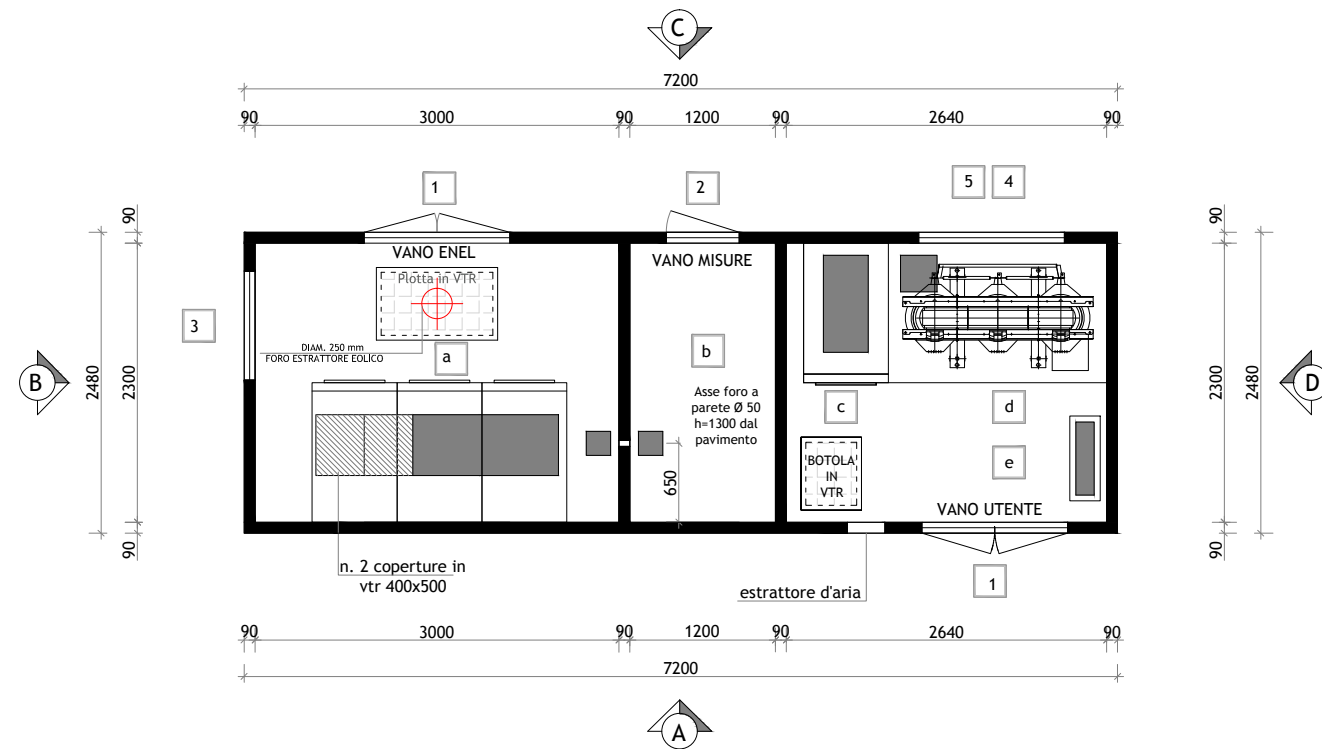 C
7200
90 3000 90 1200 90 2640 90
1 2 5 4
90 90
VANO ENEL VANO MISURE
Plotta in VTR
3
DIAM. 250 mm
FORO ESTRATTORE EOLICO
a b
B 2480 2300 2300 2480 D
Asse foro a
parete Ø 50
h=1300 dal
pavimento
c d
e
BOTOLA
IN
VTR
650
VANO UTENTE
90 90
n. 2 coperture in
vtr 400x500
1
estrattore d'aria
90 3000 90 1200 90 2640 90
7200
A